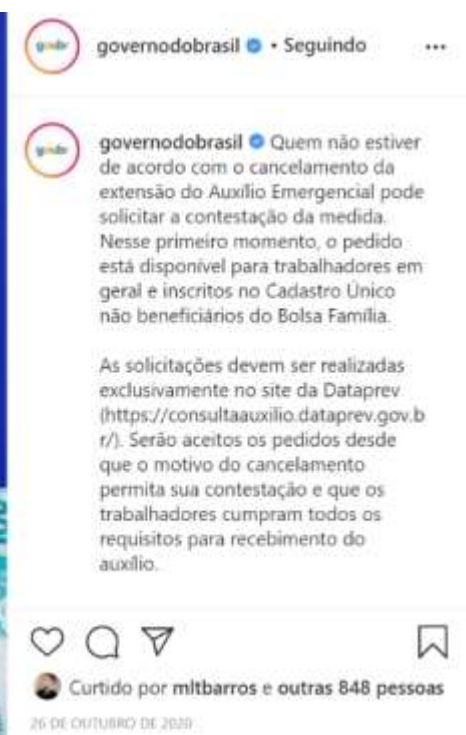 governodobrasil • Seguindo
governodobrasil Quem não estiver
de acordo com o cancelamento da
extensão do Auxílio Emergencial pode
solicitar a contestação da medida.
Nesse primeiro momento, o pedido
está disponível para trabalhadores em
geral e inscritos no Cadastro Único
não beneficiários do Bolsa Família.
As solicitações devem ser realizadas
exclusivamente no site da Dataprev
(https://consultaauxilio.dataprev.gov.b
r/). Serão aceitos os pedidos desde
que o motivo do cancelamento
permita sua contestação e que os
trabalhadores cumpram todos os
requisitos para recebimento do
auxílio.
Curtido por mltbarros e outras 848 pessoas
26 DE OUTUBRO DE 2020